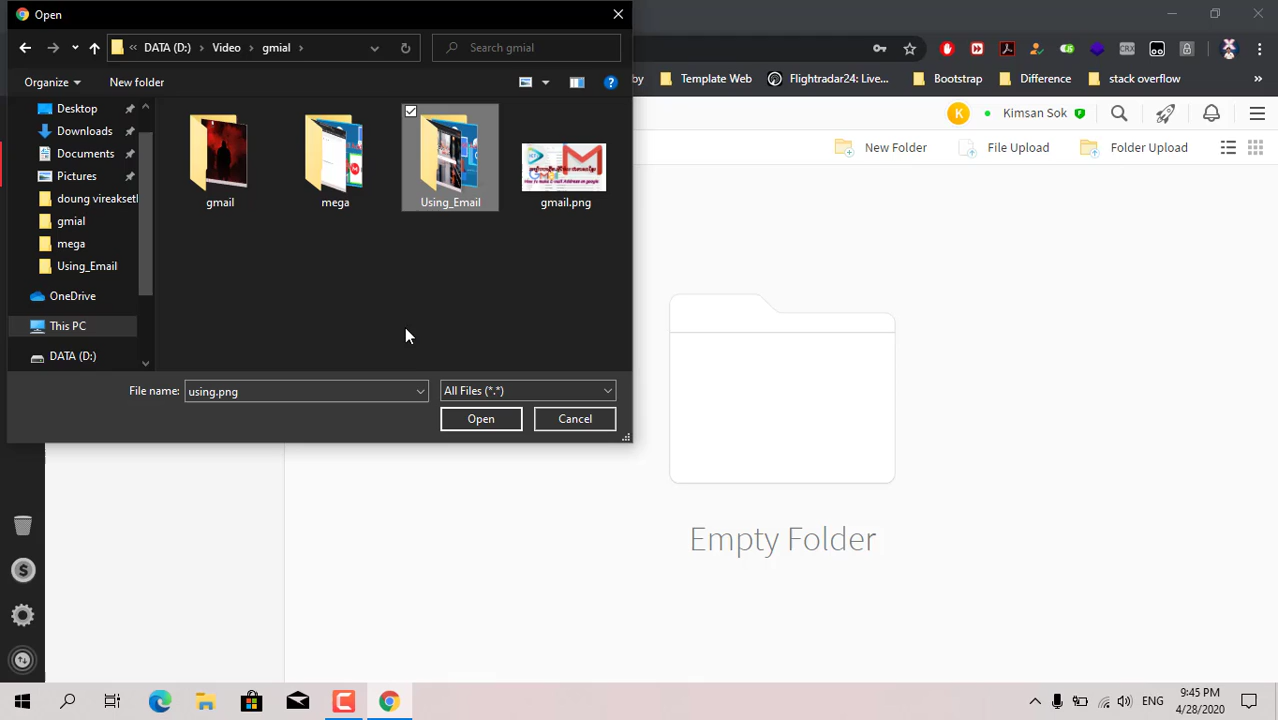 Open
DATA (D:) Video gmial
Search gmial
Organize
New folder
by
Template Web
Flightradar24: Live...
Bootstrap
Difference
stack overflow
CRX
K
Kimsan Sok
New Folder
File Upload
Folder Upload
Desktop
Downloads
Documents
Pictures
doung vireakseth
gmial
mega
Using_Email
OneDrive
This PC
DATA (D:)
gmail
mega
Using_Email
gmail.png
File name:
using.png
All Files (*.*)
Open
Cancel
Empty Folder
ENG
9:45 PM
4/28/2020